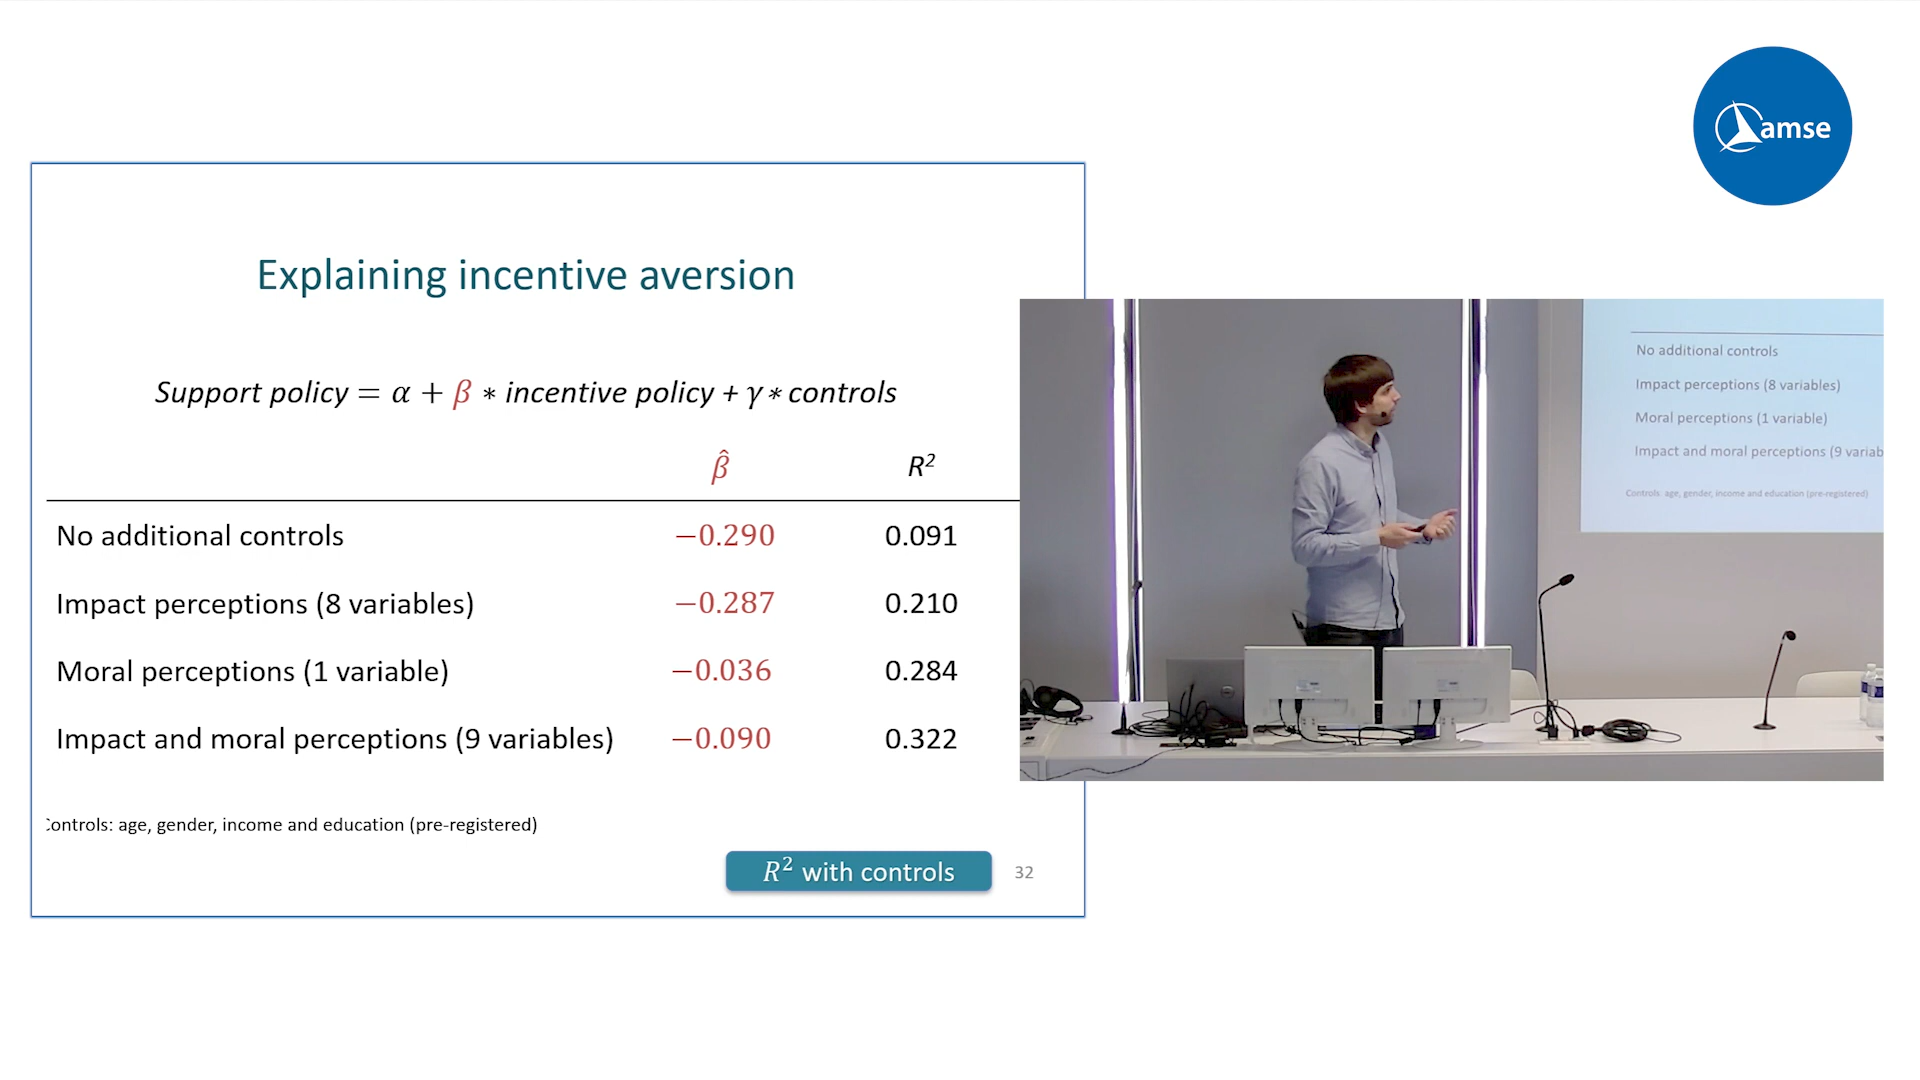 amse
Explaining incentive aversion
Support policy = α + β * incentive policy + γ * controls
β̂ R²
No additional controls −0.290 0.091
Impact perceptions (8 variables) −0.287 0.210
Moral perceptions (1 variable) −0.036 0.284
Impact and moral perceptions (9 variables) −0.090 0.322
Controls: age, gender, income and education (pre-registered)
R² with controls
32
No additional controls
Impact perceptions (8 variables)
Moral perceptions (1 variable)
Impact and moral perceptions (9 variab
Controls: age, gender, income and education (pre-registered)